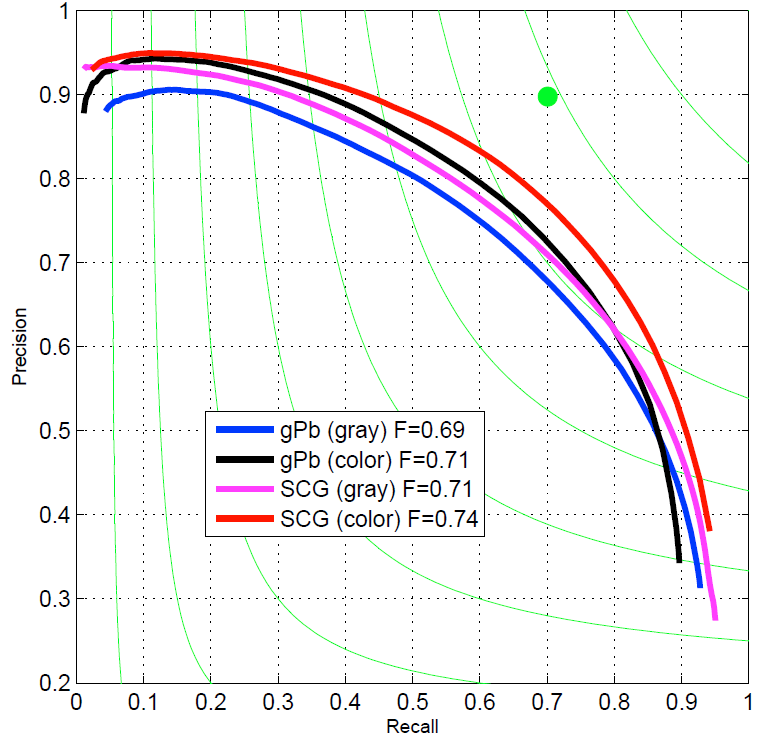 1
0.9
0.8
0.7
0.6
0.5
0.4
0.3
0.2
Precision
gPb (gray) F=0.69
gPb (color) F=0.71
SCG (gray) F=0.71
SCG (color) F=0.74
0 0.1 0.2 0.3 0.4 0.5 0.6 0.7 0.8 0.9 1
Recall